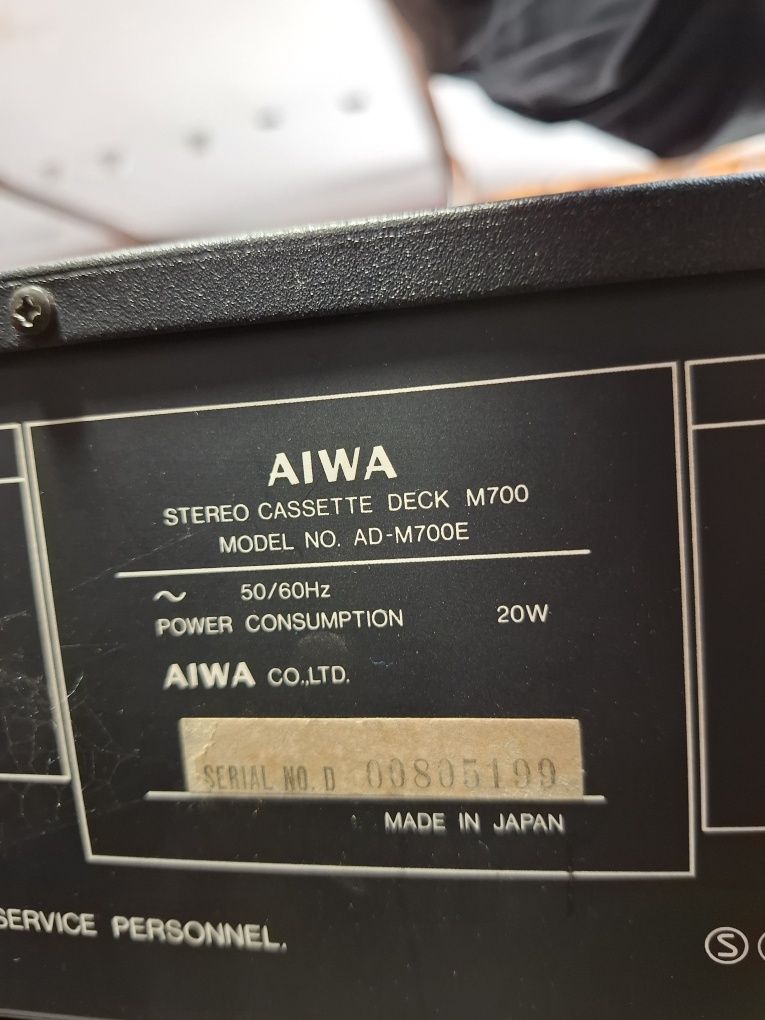 AIWA
STEREO CASSETTE DECK M700
MODEL NO. AD-M700E
~ 50/60Hz
POWER CONSUMPTION 20W
AIWA CO.,LTD.
SERIAL NO. D 00805199
MADE IN JAPAN
SERVICE PERSONNEL.
S